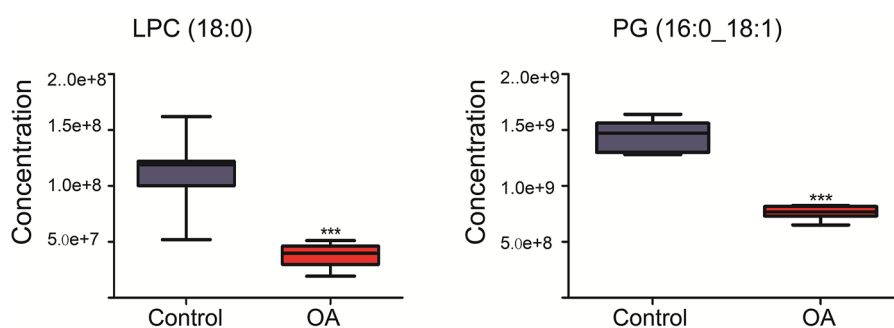 LPC (18:0)
Concentration
2..0e+8
1.5e+8
1.0e+8
5.0e+7
***
Control
OA
PG (16:0_18:1)
Concentration
2..0e+9
1.5e+9
1.0e+9
5.0e+8
***
Control
OA